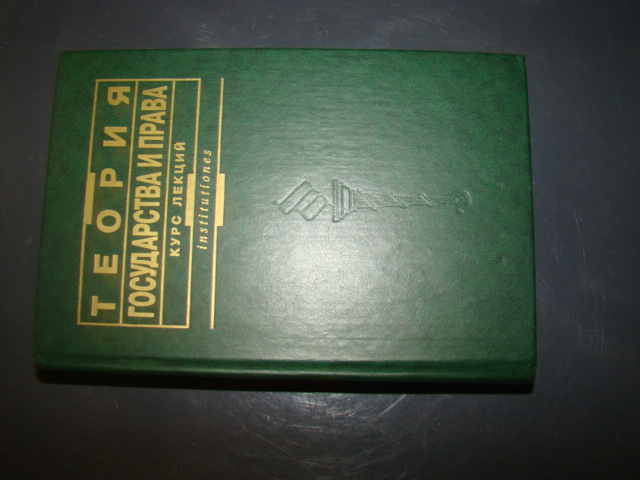 ТЕОРИЯ
ГОСУДАРСТВА И ПРАВА
КУРС ЛЕКЦИЙ
institutiones